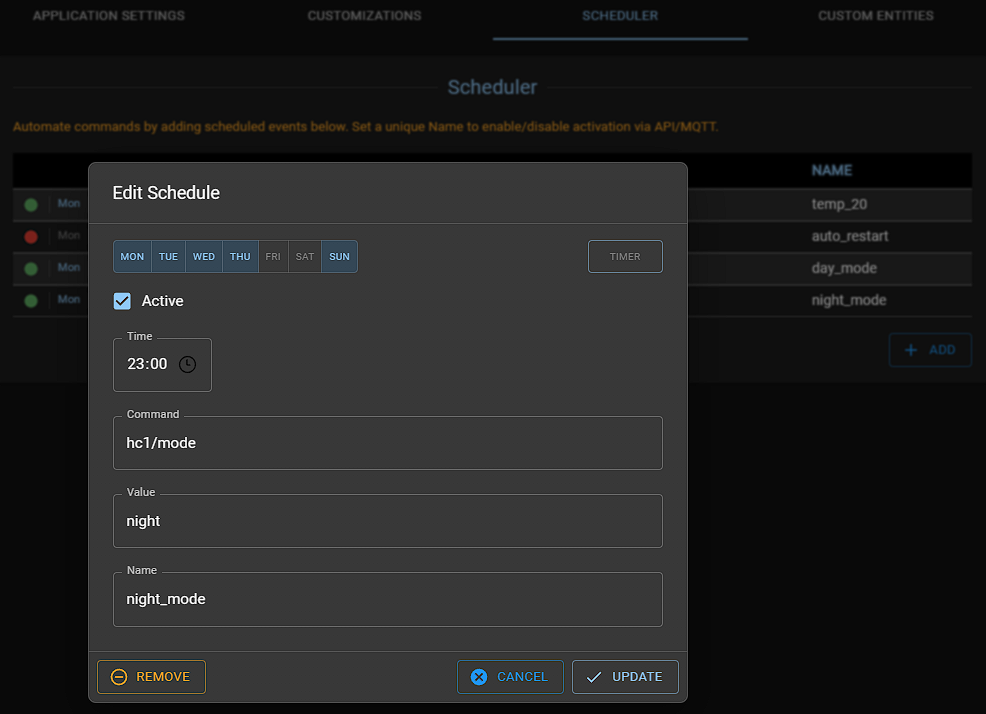 APPLICATION SETTINGS CUSTOMIZATIONS SCHEDULER CUSTOM ENTITIES
Scheduler
Automate commands by adding scheduled events below. Set a unique Name to enable/disable activation via API/MQTT.
NAME
Mon temp_20
Mon auto_restart
Mon day_mode
Mon night_mode
ADD
Edit Schedule
MON TUE WED THU FRI SAT SUN TIMER
Active
Time
23:00
Command
hc1/mode
Value
night
Name
night_mode
REMOVE CANCEL UPDATE